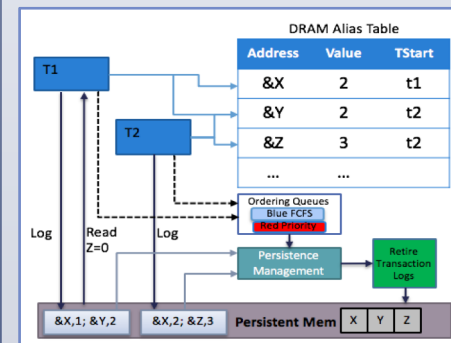 DRAM Alias Table
Address Value TStart
&X 2 t1
&Y 2 t2
&Z 3 t2
... ...
T1
T2
Log
Read
Z=0
Log
Ordering Queues
Blue FCFS
Red Priority
Persistence
Management
Retire
Transaction
Logs
&X,1; &Y,2
&X,2; &Z,3
Persistent Mem
X Y Z